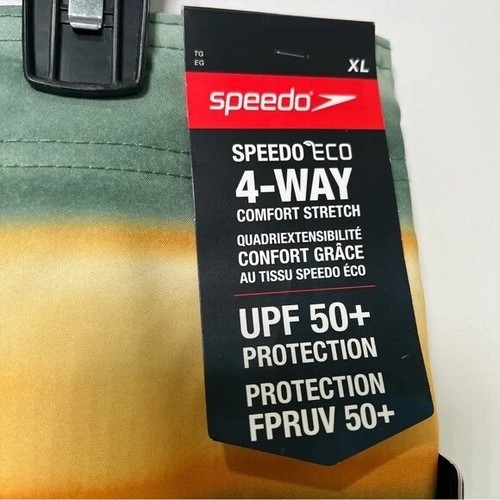 TG
EG
XL
speedo
SPEEDO ECO
4-WAY
COMFORT STRETCH
QUADRIEXTENSIBILITÉ
CONFORT GRÂCE
AU TISSU SPEEDO ÉCO
UPF 50+
PROTECTION
PROTECTION
FPRUV 50+